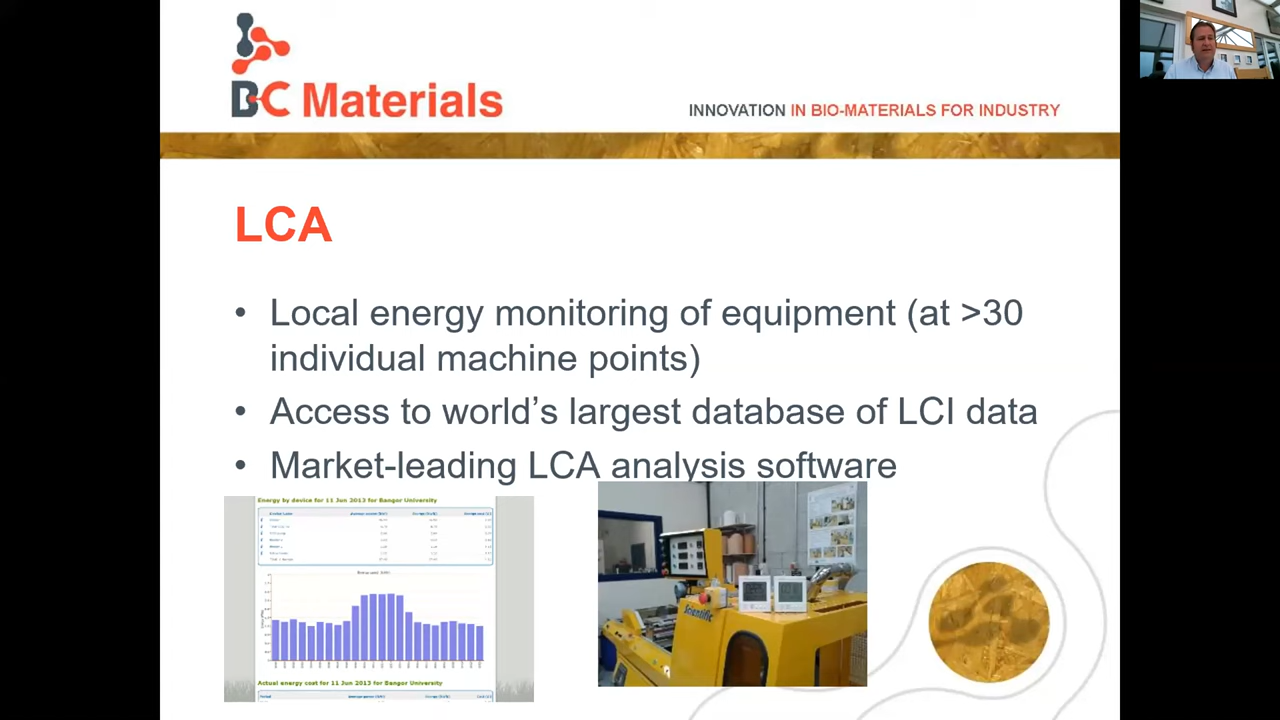 BC Materials
INNOVATION IN BIO-MATERIALS FOR INDUSTRY
LCA
• Local energy monitoring of equipment (at >30
individual machine points)
• Access to world’s largest database of LCI data
• Market-leading LCA analysis software
Energy by device for 11 Jun 2013 for Bangor University
Scientific
Actual energy cost for 11 Jun 2013 for Bangor University